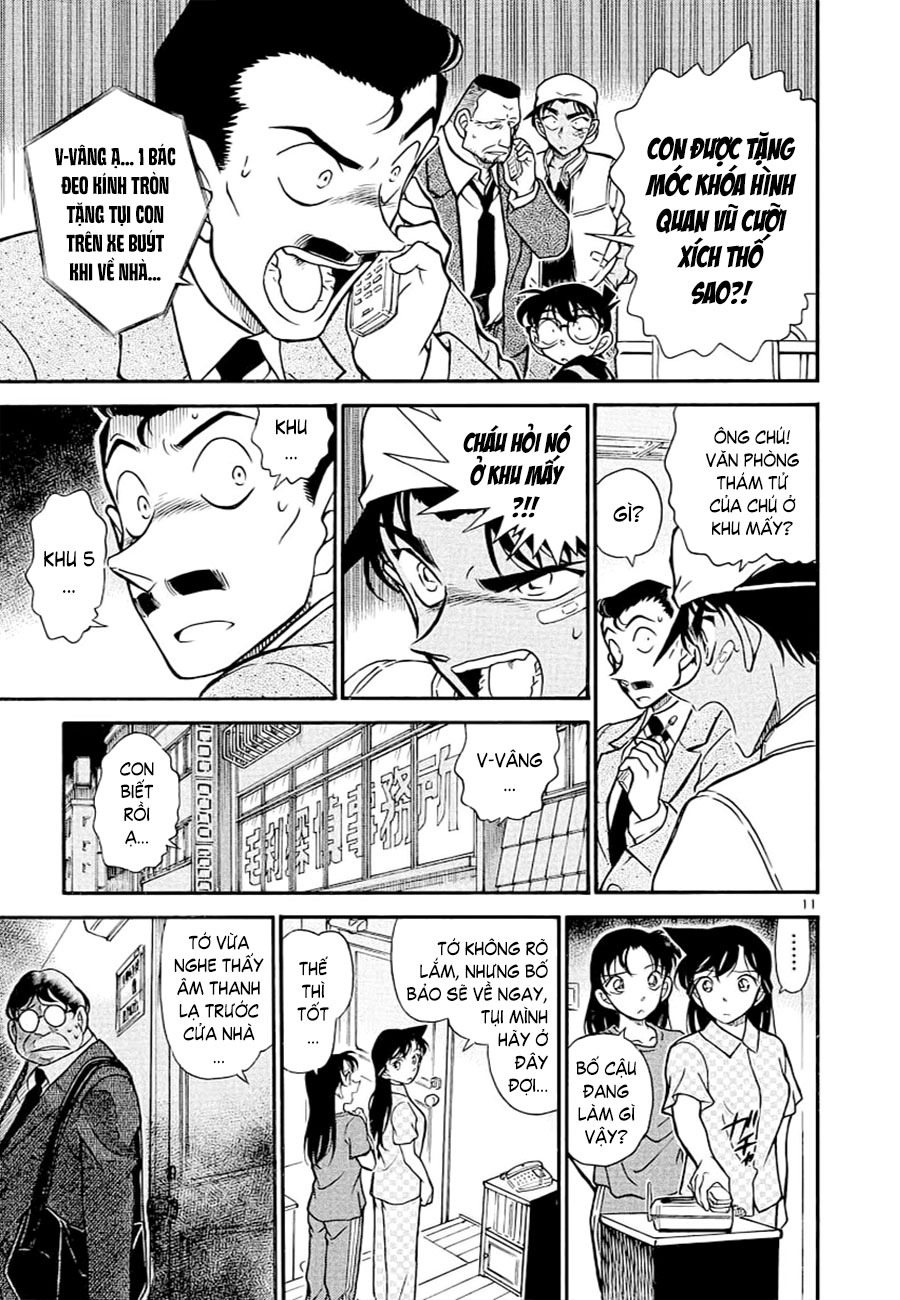 CON ĐƯỢC TẶNG
MÓC KHÓA HÌNH
QUAN VŨ CƯỠI
XÍCH THỐ
SAO?!
V-VÂNG Ạ... 1 BÁC
ĐEO KÍNH TRÒN
TẶNG TỤI CON
TRÊN XE BUÝT
KHI VỀ NHÀ...
ÔNG CHÚ!
VĂN PHÒNG
THÁM TỬ
CỦA CHÚ Ở
KHU MẤY?
GÌ?
CHÁU HỎI NÓ
Ở KHU MẤY
?!!
KHU
...
KHU 5
...
V-VÂNG
...
毛利探偵事務所
CON
BIẾT
RỒI
Ạ...
11
........
BỐ CẬU
ĐANG
LÀM GÌ
VẬY?
ガチャ
TỚ KHÔNG RÕ
LẮM, NHƯNG BỐ
BẢO SẼ VỀ NGAY,
TỤI MÌNH
HÃY Ở
ĐÂY
ĐỢI...
THẾ
THÌ
TỐT
...
TỚ VỪA
NGHE THẤY
ÂM THANH
LẠ TRƯỚC
CỬA NHÀ
...